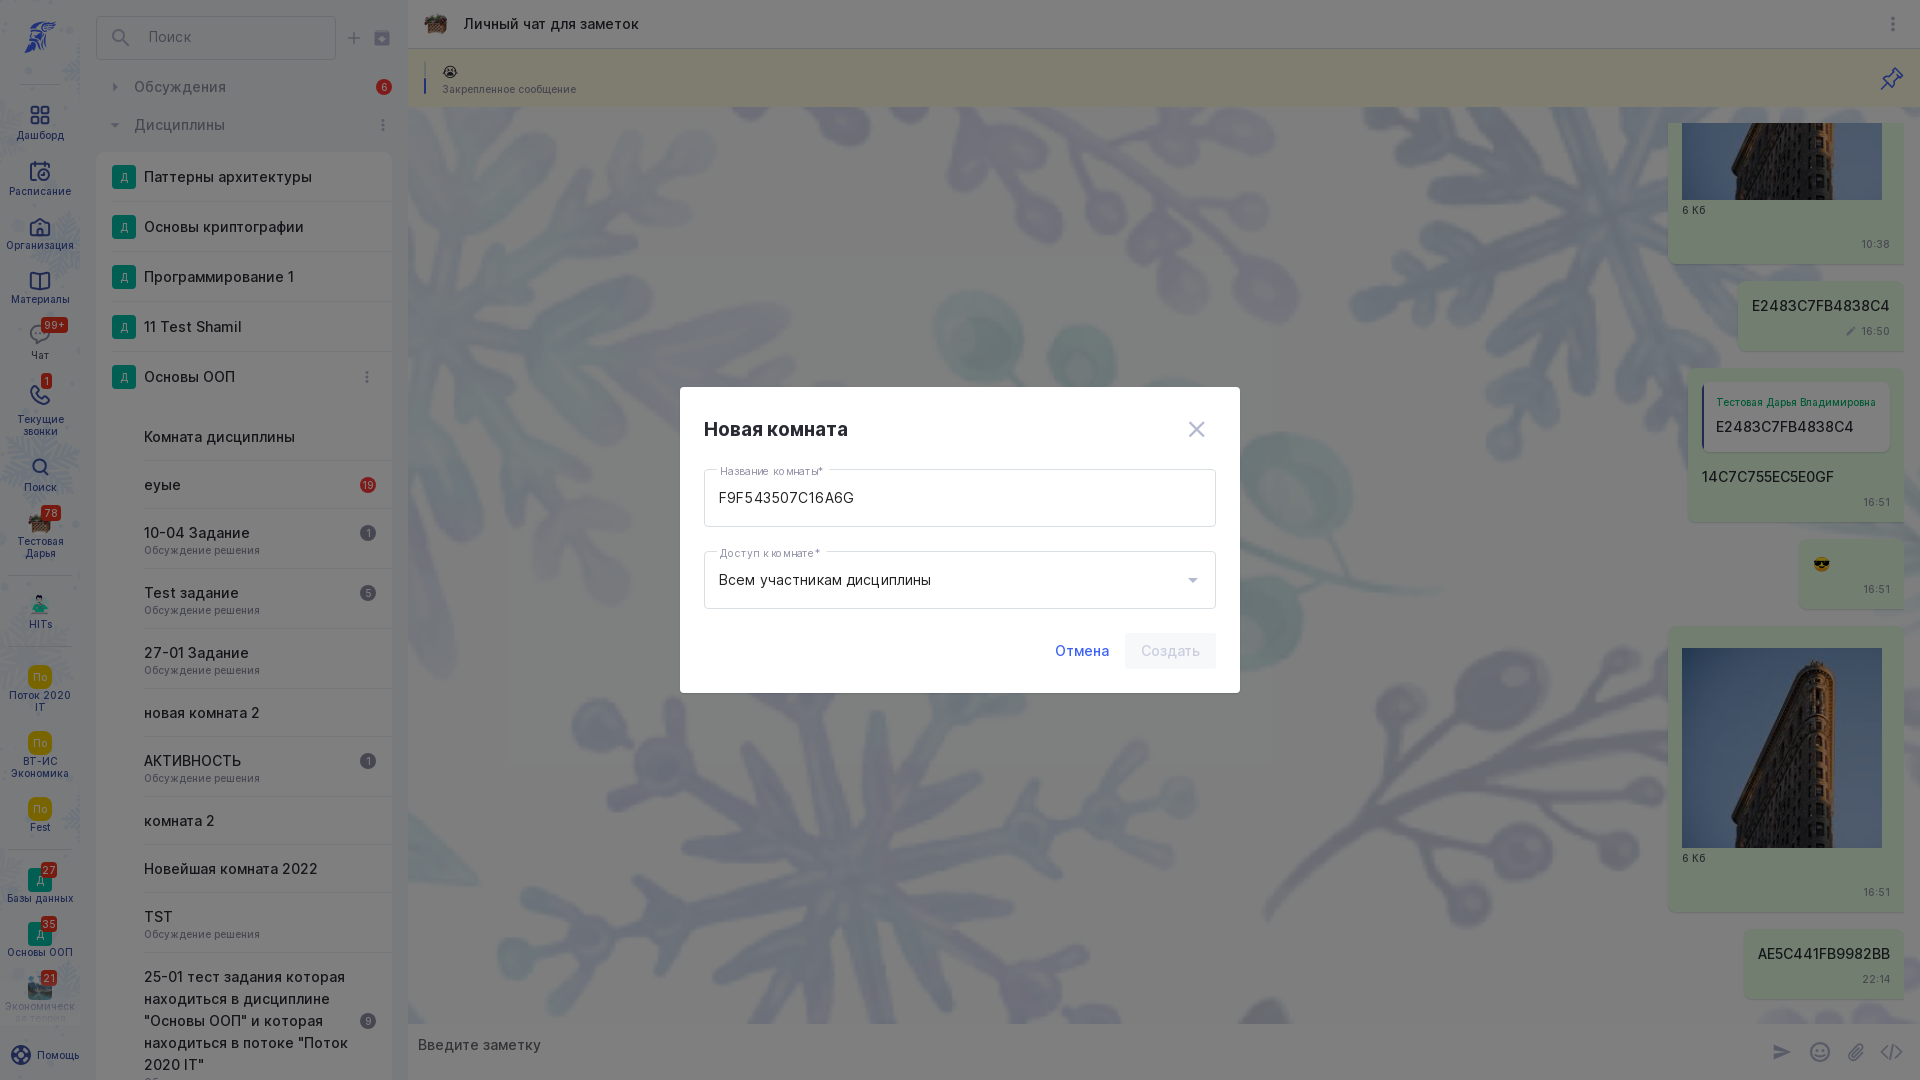 Дашборд
Расписание
Организация
Материалы
99+
Чат
1
Текущие
звонки
Поиск
78
Тестовая
Дарья
HITs
По
Поток 2020
IT
По
ВТ-ИС
Экономика
По
Fest
27
Д
Базы данных
35
Д
Основы ООП
21
Экономическ
ая теория
Помощь
Поиск
Обсуждения
6
Дисциплины
Д
Паттерны архитектуры
Д
Основы криптографии
Д
Программирование 1
Д
11 Test Shamil
Д
Основы ООП
Комната дисциплины
еуые
19
10-04 Задание
Обсуждение решения
1
Test задание
Обсуждение решения
5
27-01 Задание
Обсуждение решения
новая комната 2
АКТИВНОСТЬ
Обсуждение решения
1
комната 2
Новейшая комната 2022
TST
Обсуждение решения
25-01 тест задания которая
находиться в дисциплине
"Основы ООП" и которая
находиться в потоке "Поток
2020 IT"
9
Личный чат для заметок
Закрепленное сообщение
6 Кб
10:38
E2483C7FB4838C4
16:50
Тестовая Дарья Владимировна
E2483C7FB4838C4
14C7C755EC5E0GF
16:51
16:51
6 Кб
16:51
AE5C441FB9982BB
22:14
Введите заметку
Новая комната
Название комнаты*
F9F543507C16A6G
Доступ к комнате*
Всем участникам дисциплины
Отмена
Создать